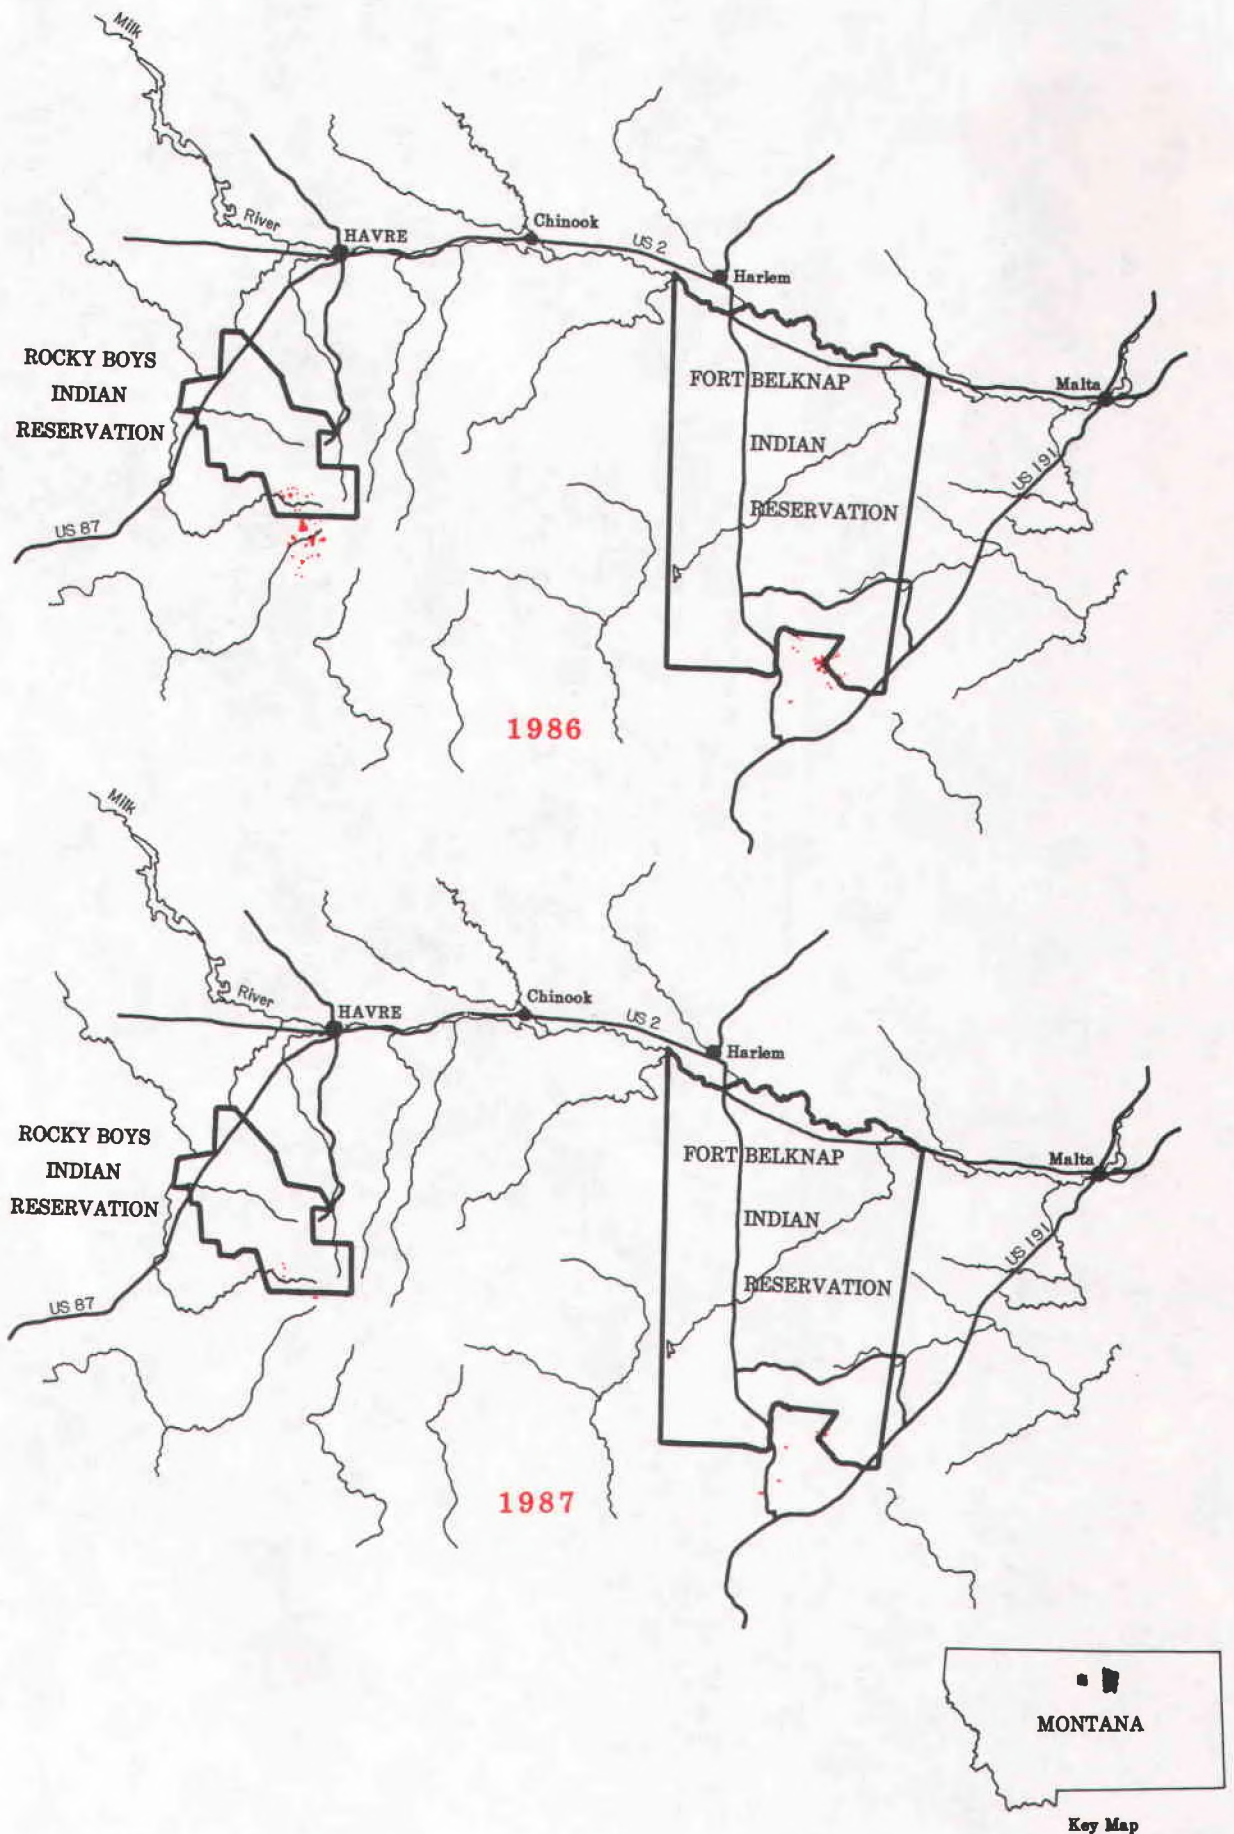 Milk
River
HAVRE
Chinook
US 2
Harlem
ROCKY BOYS
INDIAN
RESERVATION
FORT BELKNAP
INDIAN
RESERVATION
Malta
US 191
US 87
1986
Milk
River
HAVRE
Chinook
US 2
Harlem
ROCKY BOYS
INDIAN
RESERVATION
FORT BELKNAP
INDIAN
RESERVATION
Malta
US 191
US 87
1987
MONTANA
Key Map